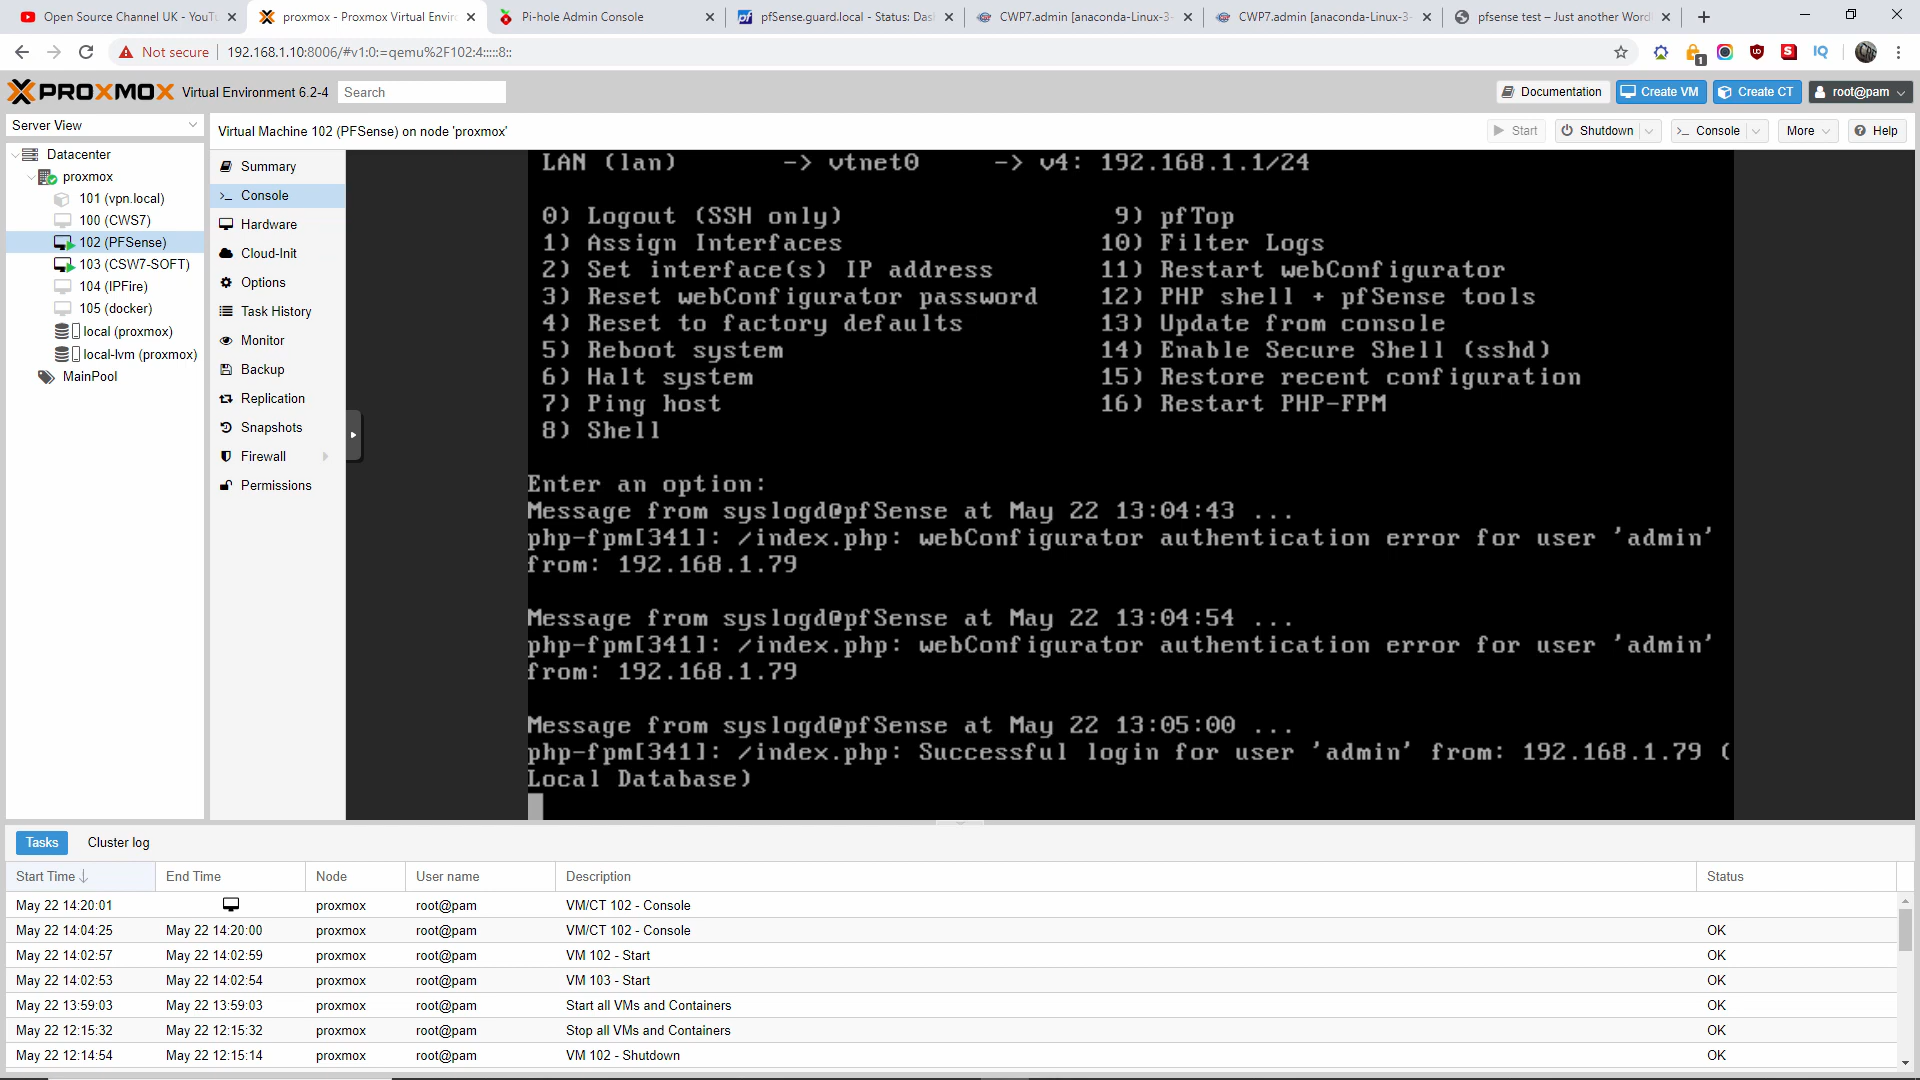 Open Source Channel UK - YouTu
proxmox - Proxmox Virtual Enviro
Pi-hole Admin Console
pfSense.guard.local - Status: Das
CWP7.admin [anaconda-Linux-3-
CWP7.admin [anaconda-Linux-3-
pfsense test – Just another Word
Not secure
192.168.1.10:8006/#v1:0:=qemu%2F102:4:::::8::
1
IQ
PROXMOX
Virtual Environment 6.2-4
Search
Documentation
Create VM
Create CT
root@pam
Server View
Virtual Machine 102 (PFSense) on node 'proxmox'
Start
Shutdown
Console
More
Help
Datacenter
proxmox
101 (vpn.local)
100 (CWS7)
102 (PFSense)
103 (CSW7-SOFT)
104 (IPFire)
105 (docker)
local (proxmox)
local-lvm (proxmox)
MainPool
Summary
Console
Hardware
Cloud-Init
Options
Task History
Monitor
Backup
Replication
Snapshots
Firewall
Permissions
LAN (lan) -> vtnet0 -> v4: 192.168.1.1/24
0) Logout (SSH only) 9) pfTop
1) Assign Interfaces 10) Filter Logs
2) Set interface(s) IP address 11) Restart webConfigurator
3) Reset webConfigurator password 12) PHP shell + pfSense tools
4) Reset to factory defaults 13) Update from console
5) Reboot system 14) Enable Secure Shell (sshd)
6) Halt system 15) Restore recent configuration
7) Ping host 16) Restart PHP-FPM
8) Shell
Enter an option:
Message from syslogd@pfSense at May 22 13:04:43 ...
php-fpm[341]: /index.php: webConfigurator authentication error for user 'admin'
from: 192.168.1.79
Message from syslogd@pfSense at May 22 13:04:54 ...
php-fpm[341]: /index.php: webConfigurator authentication error for user 'admin'
from: 192.168.1.79
Message from syslogd@pfSense at May 22 13:05:00 ...
php-fpm[341]: /index.php: Successful login for user 'admin' from: 192.168.1.79 (
Local Database)
Tasks
Cluster log
Start Time End Time Node User name Description Status
May 22 14:20:01 proxmox root@pam VM/CT 102 - Console
May 22 14:04:25 May 22 14:20:00 proxmox root@pam VM/CT 102 - Console OK
May 22 14:02:57 May 22 14:02:59 proxmox root@pam VM 102 - Start OK
May 22 14:02:53 May 22 14:02:54 proxmox root@pam VM 103 - Start OK
May 22 13:59:03 May 22 13:59:03 proxmox root@pam Start all VMs and Containers OK
May 22 12:15:32 May 22 12:15:32 proxmox root@pam Stop all VMs and Containers OK
May 22 12:14:54 May 22 12:15:14 proxmox root@pam VM 102 - Shutdown OK